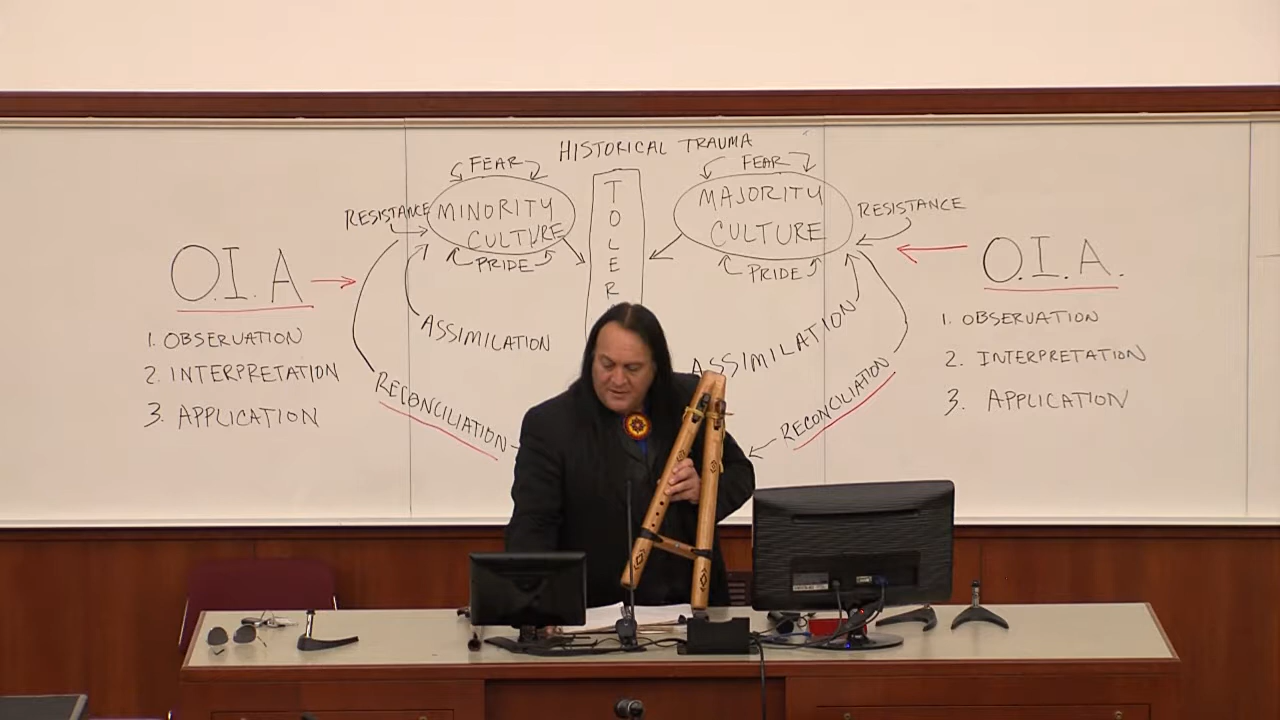 HISTORICAL TRAUMA
FEAR
RESISTANCE
MINORITY
CULTURE
PRIDE
ASSIMILATION
RECONCILIATION
T
O
L
E
R
FEAR
MAJORITY
CULTURE
RESISTANCE
PRIDE
ASSIMILATION
RECONCILIATION
O.I.A
1. OBSERVATION
2. INTERPRETATION
3. APPLICATION
O.I.A.
1. OBSERVATION
2. INTERPRETATION
3. APPLICATION